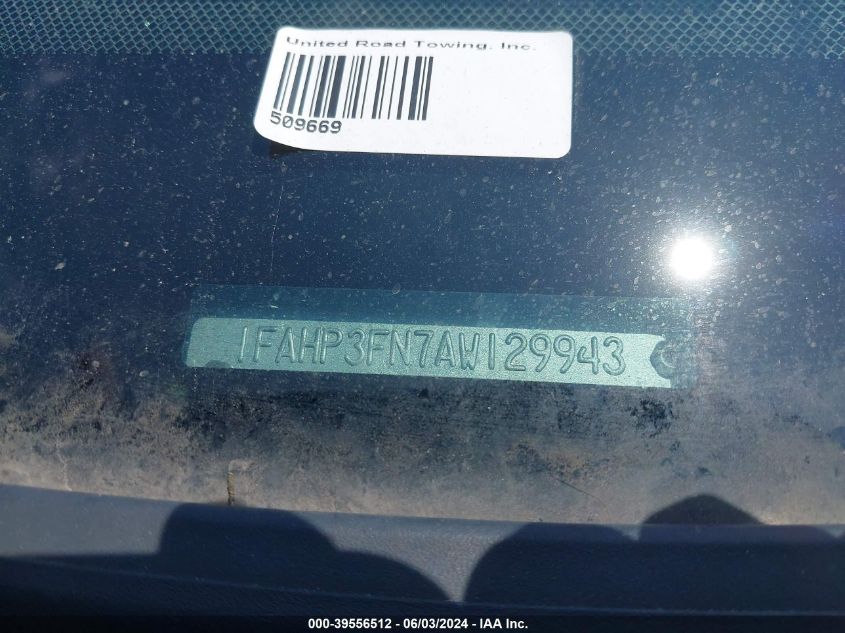 United Road Towing, Inc.
509669
1FAHP3FN7AW129943
000-39556512 - 06/03/2024 - IAA Inc.